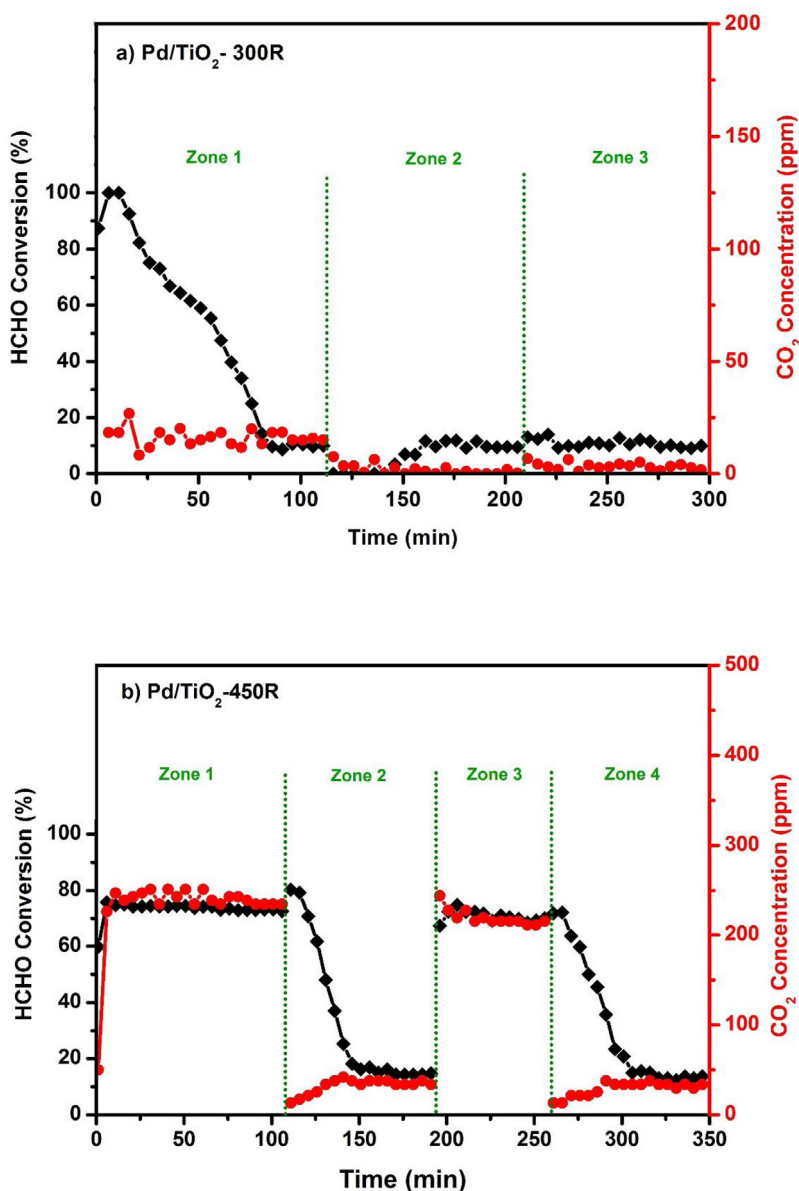 a) Pd/TiO₂- 300R
Zone 1 Zone 2 Zone 3
HCHO Conversion (%)
100
80
60
40
20
0
CO₂ Concentration (ppm)
200
150
100
50
0
0 50 100 150 200 250 300
Time (min)
b) Pd/TiO₂-450R
Zone 1 Zone 2 Zone 3 Zone 4
HCHO Conversion (%)
100
80
60
40
20
0
CO₂ Concentration (ppm)
500
400
300
200
100
0
0 50 100 150 200 250 300 350
Time (min)